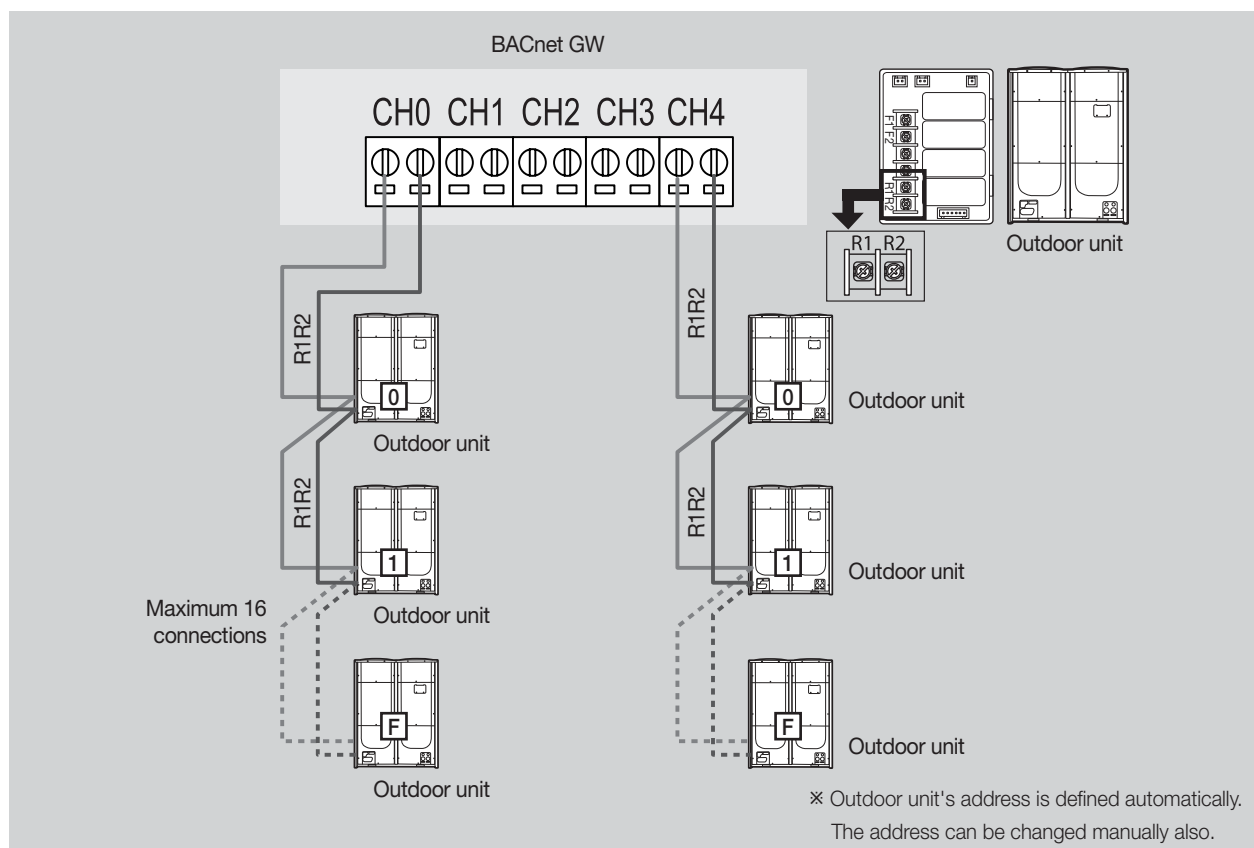 BACnet GW
CH0 CH1 CH2 CH3 CH4
F1 F2
R1 R2
R1 R2
Outdoor unit
R1R2
R1R2
0
0
Outdoor unit
Outdoor unit
R1R2
R1R2
1
1
Outdoor unit
Outdoor unit
Maximum 16
connections
F
F
Outdoor unit
Outdoor unit
※ Outdoor unit's address is defined automatically.
The address can be changed manually also.